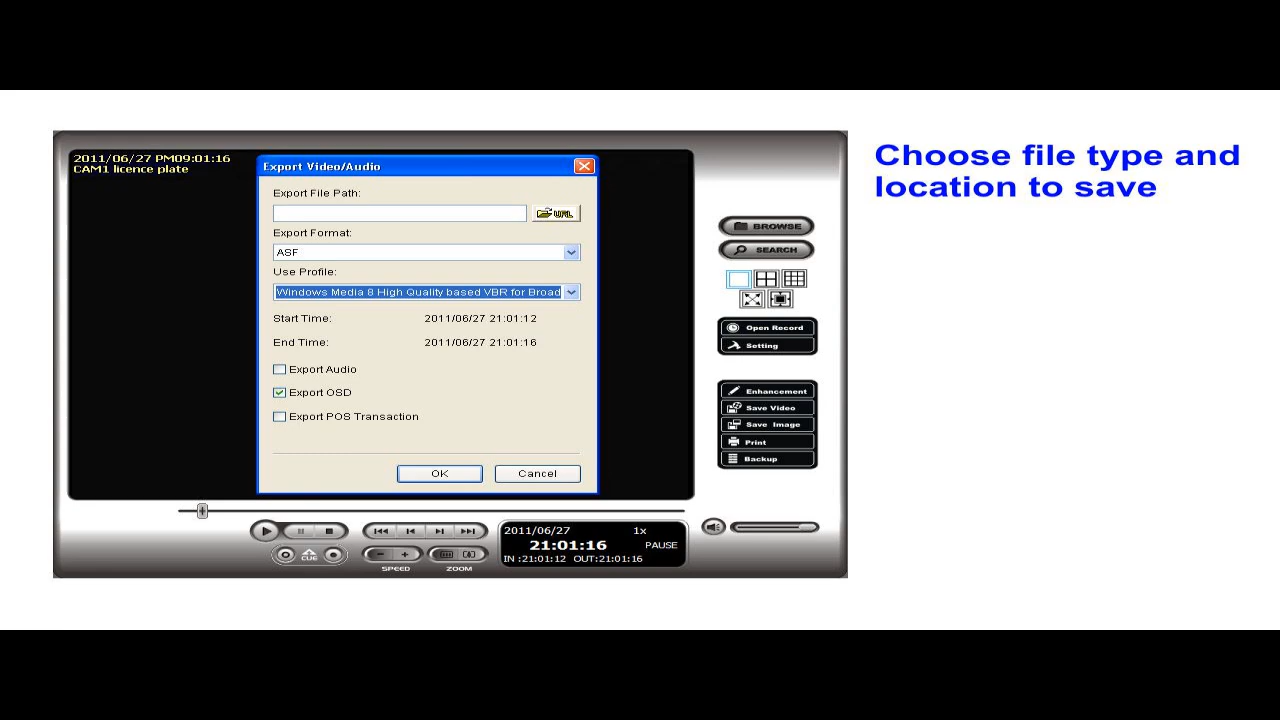 2011/06/27 PM09:01:16
CAM1 licence plate
Export Video/Audio
Export File Path:
URL
Export Format:
ASF
Use Profile:
Windows Media 8 High Quality based VBR for Broad
Start Time: 2011/06/27 21:01:12
End Time: 2011/06/27 21:01:16
Export Audio
Export OSD
Export POS Transaction
OK Cancel
Choose file type and
location to save
BROWSE
SEARCH
Open Record
Setting
Enhancement
Save Video
Save Image
Print
Backup
CUE
SPEED
ZOOM
2011/06/27 1x
21:01:16 PAUSE
IN :21:01:12 OUT:21:01:16